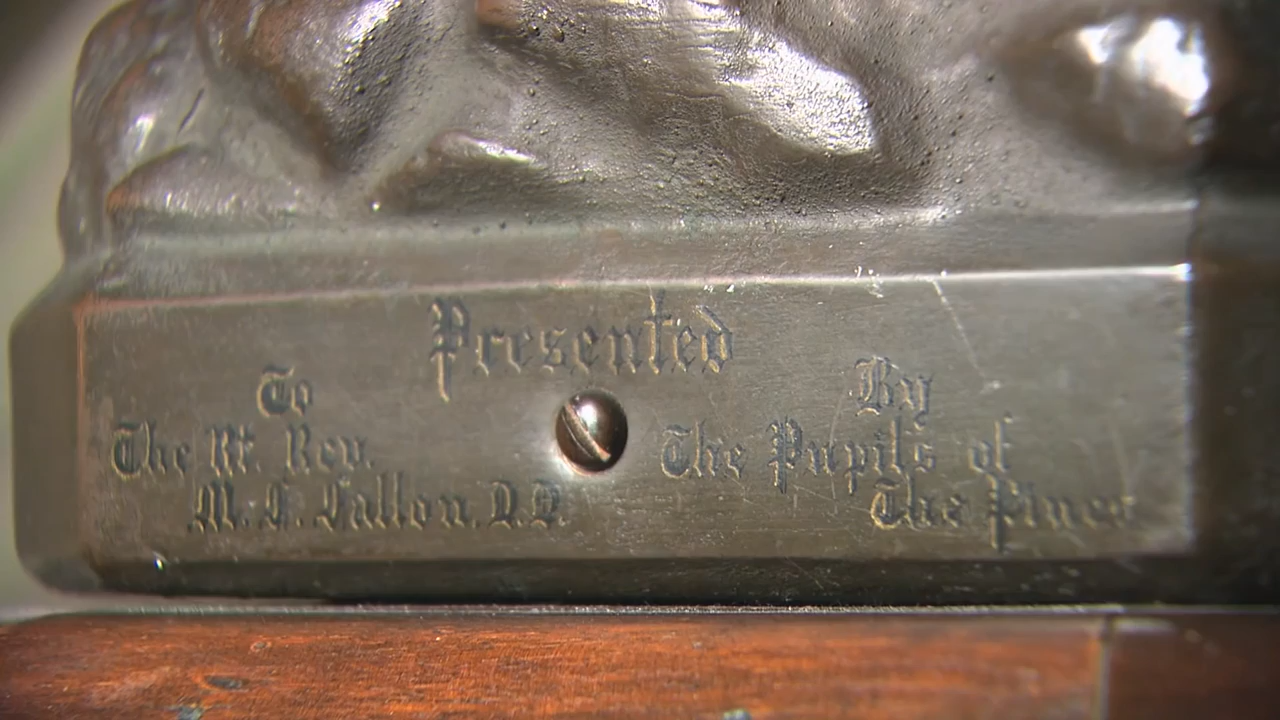 Presented
To
The Rt. Rev.
M. F. Fallon, D.D.
By
The Pupils of
The Pines